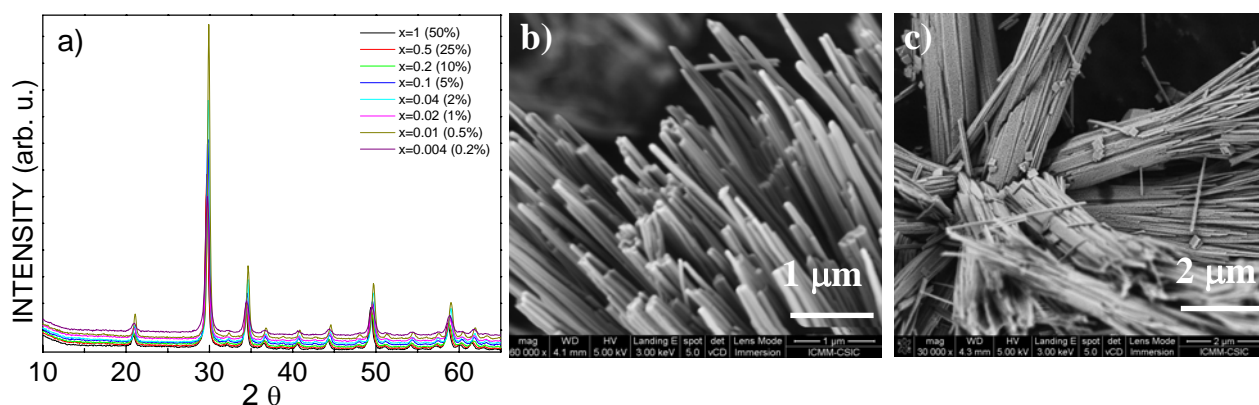 a)
INTENSITY (arb. u.)
x=1 (50%)
x=0.5 (25%)
x=0.2 (10%)
x=0.1 (5%)
x=0.04 (2%)
x=0.02 (1%)
x=0.01 (0.5%)
x=0.004 (0.2%)
10 20 30 40 50 60
2 θ
b)
1 μm
mag WD HV Landing E spot det Lens Mode 1 μm
60 000 x 4.1 mm 5.00 kV 3.00 keV 5.0 vCD Immersion ICMM-CSIC
c)
2 μm
mag WD HV Landing E spot det Lens Mode 2 μm
30 000 x 4.3 mm 5.00 kV 3.00 keV 5.0 vCD Immersion ICMM-CSIC